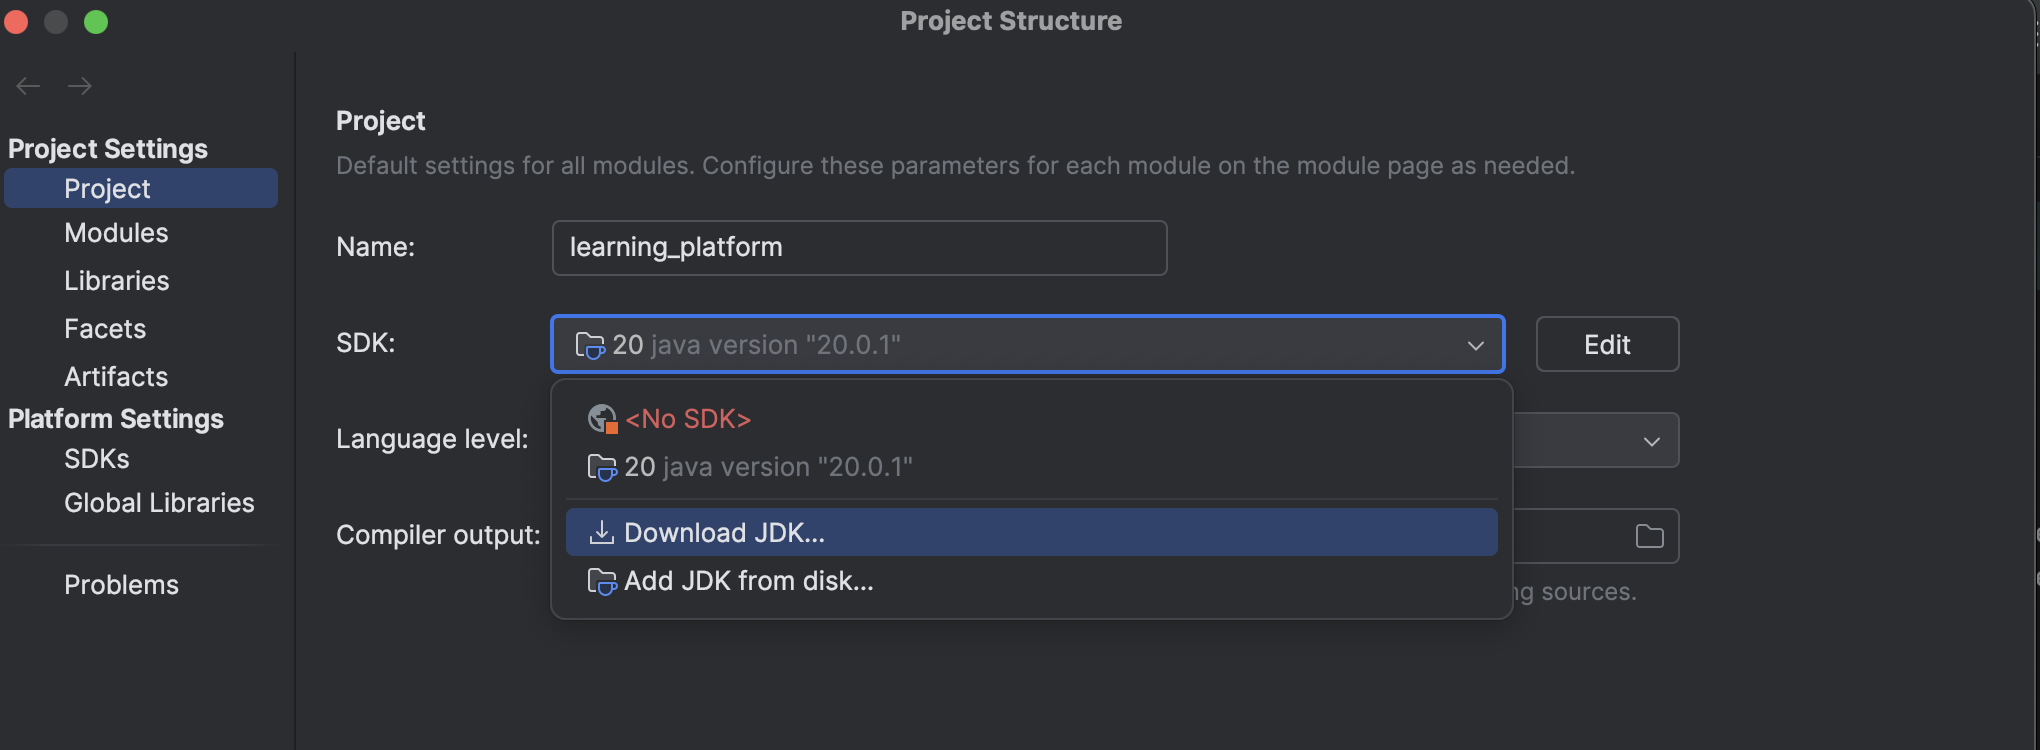 Project Structure
Project Settings
Project
Modules
Libraries
Facets
Artifacts
Platform Settings
SDKs
Global Libraries
Problems
Project
Default settings for all modules. Configure these parameters for each module on the module page as needed.
Name: learning_platform
SDK: 20 java version "20.0.1" Edit
<No SDK>
Language level:
20 java version "20.0.1"
Compiler output: Download JDK...
Add JDK from disk...
sources.